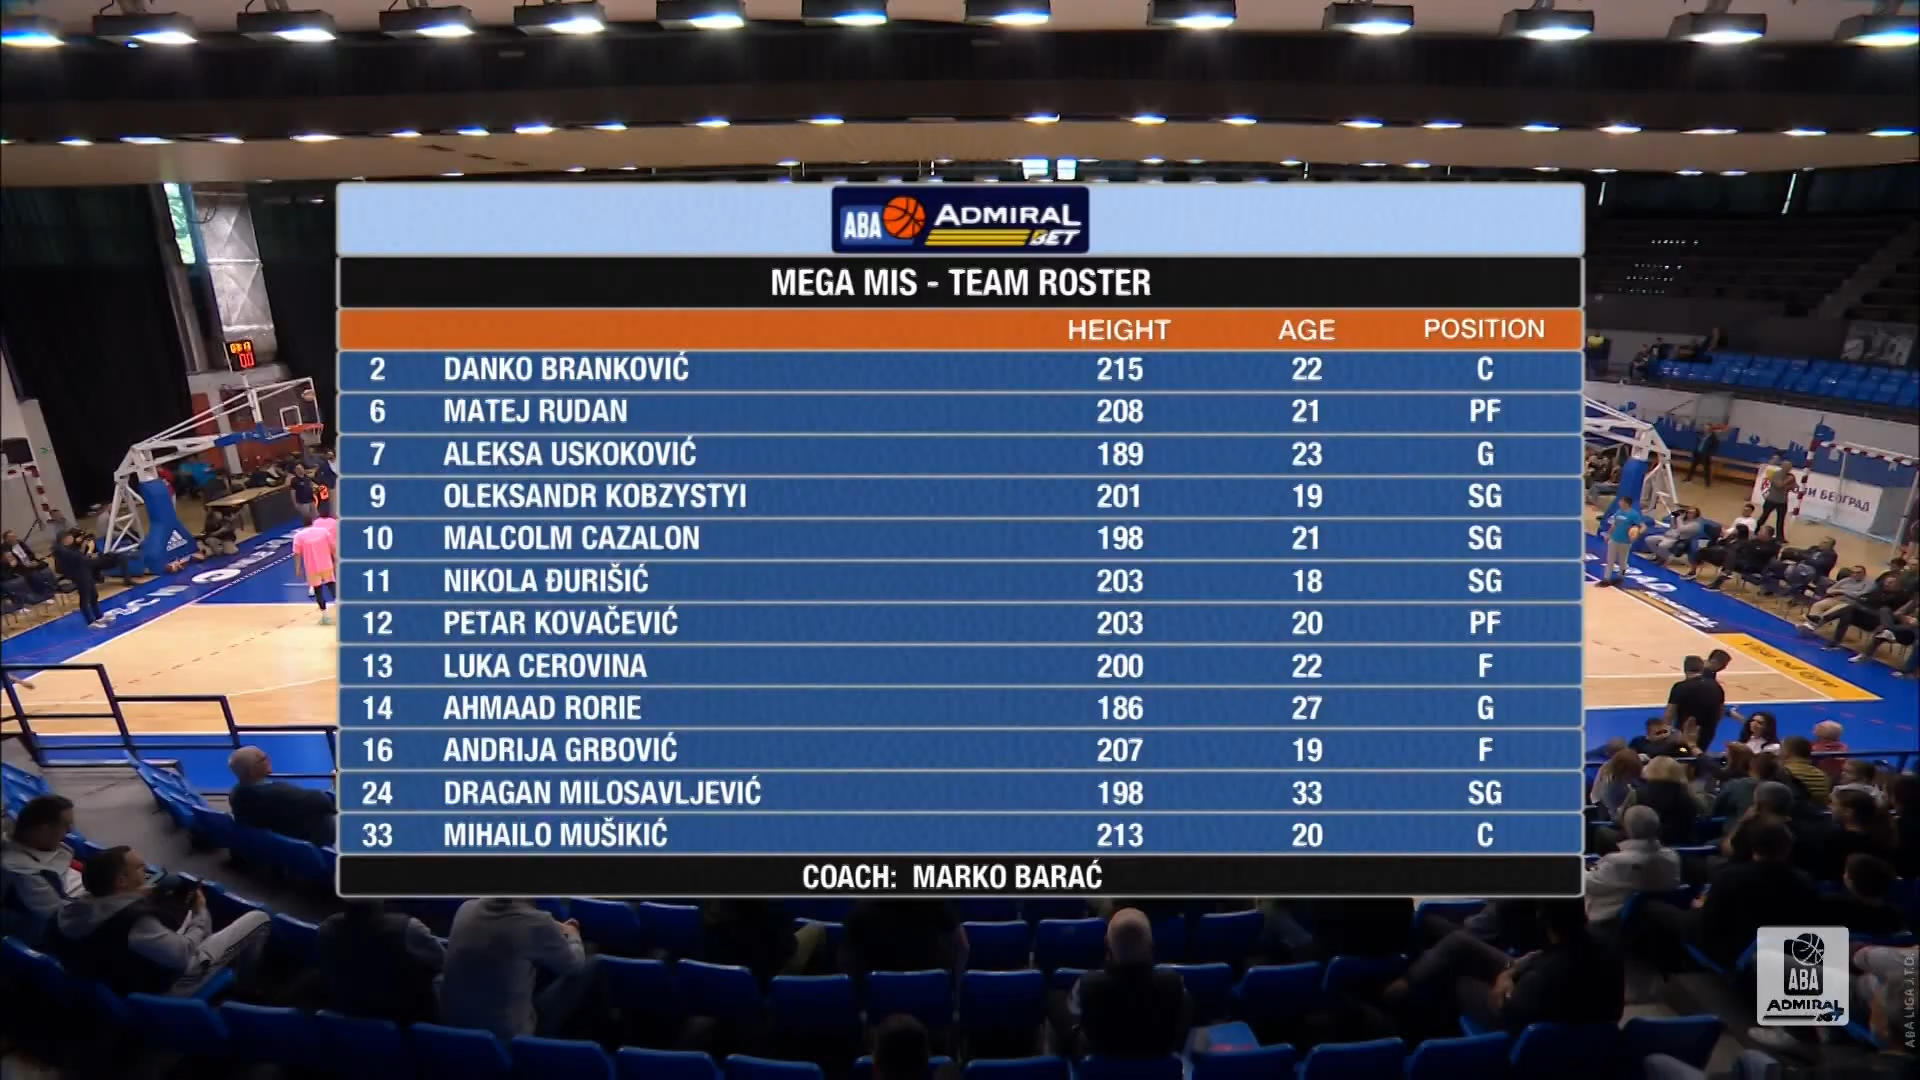 ABA ADMIRAL BET
MEGA MIS - TEAM ROSTER
HEIGHT AGE POSITION
2 DANKO BRANKOVIĆ 215 22 C
6 MATEJ RUDAN 208 21 PF
7 ALEKSA USKOKOVIĆ 189 23 G
9 OLEKSANDR KOBZYSTYI 201 19 SG
10 MALCOLM CAZALON 198 21 SG
11 NIKOLA ĐURIŠIĆ 203 18 SG
12 PETAR KOVAČEVIĆ 203 20 PF
13 LUKA CEROVINA 200 22 F
14 AHMAAD RORIE 186 27 G
16 ANDRIJA GRBOVIĆ 207 19 F
24 DRAGAN MILOSAVLJEVIĆ 198 33 SG
33 MIHAILO MUŠIKIĆ 213 20 C
COACH: MARKO BARAĆ
БЕОГРАД
ABA
ADMIRAL
BET
ABA LIGA J.T.D.